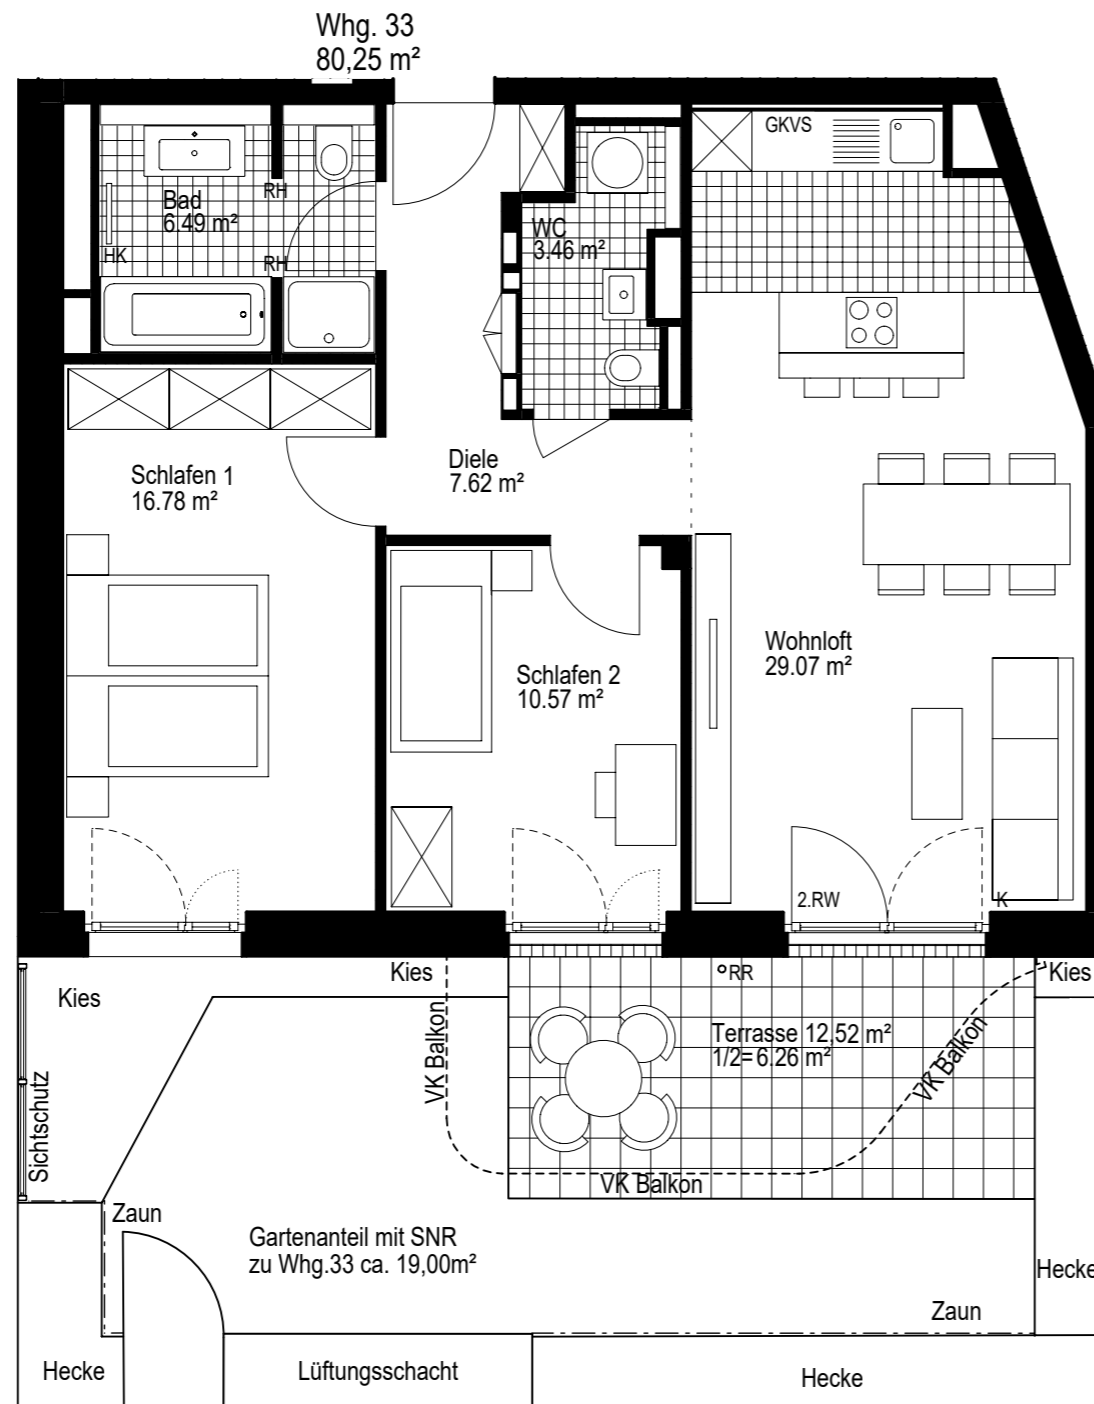 Whg. 33
80,25 m²
GKVS
RH
Bad
6.49 m²
WC
3.46 m²
HK
RH
Diele
7.62 m²
Schlafen 1
16.78 m²
Wohnloft
29.07 m²
Schlafen 2
10.57 m²
2.RW
K
Kies
Kies
RR
Kies
Terrasse 12,52 m²
1/2=6.26 m²
VK Balkon
VK Balkon
Sichtschutz
VK Balkon
Zaun
Gartenanteil mit SNR
zu Whg.33 ca. 19,00m²
Hecke
Zaun
Hecke
Lüftungsschacht
Hecke